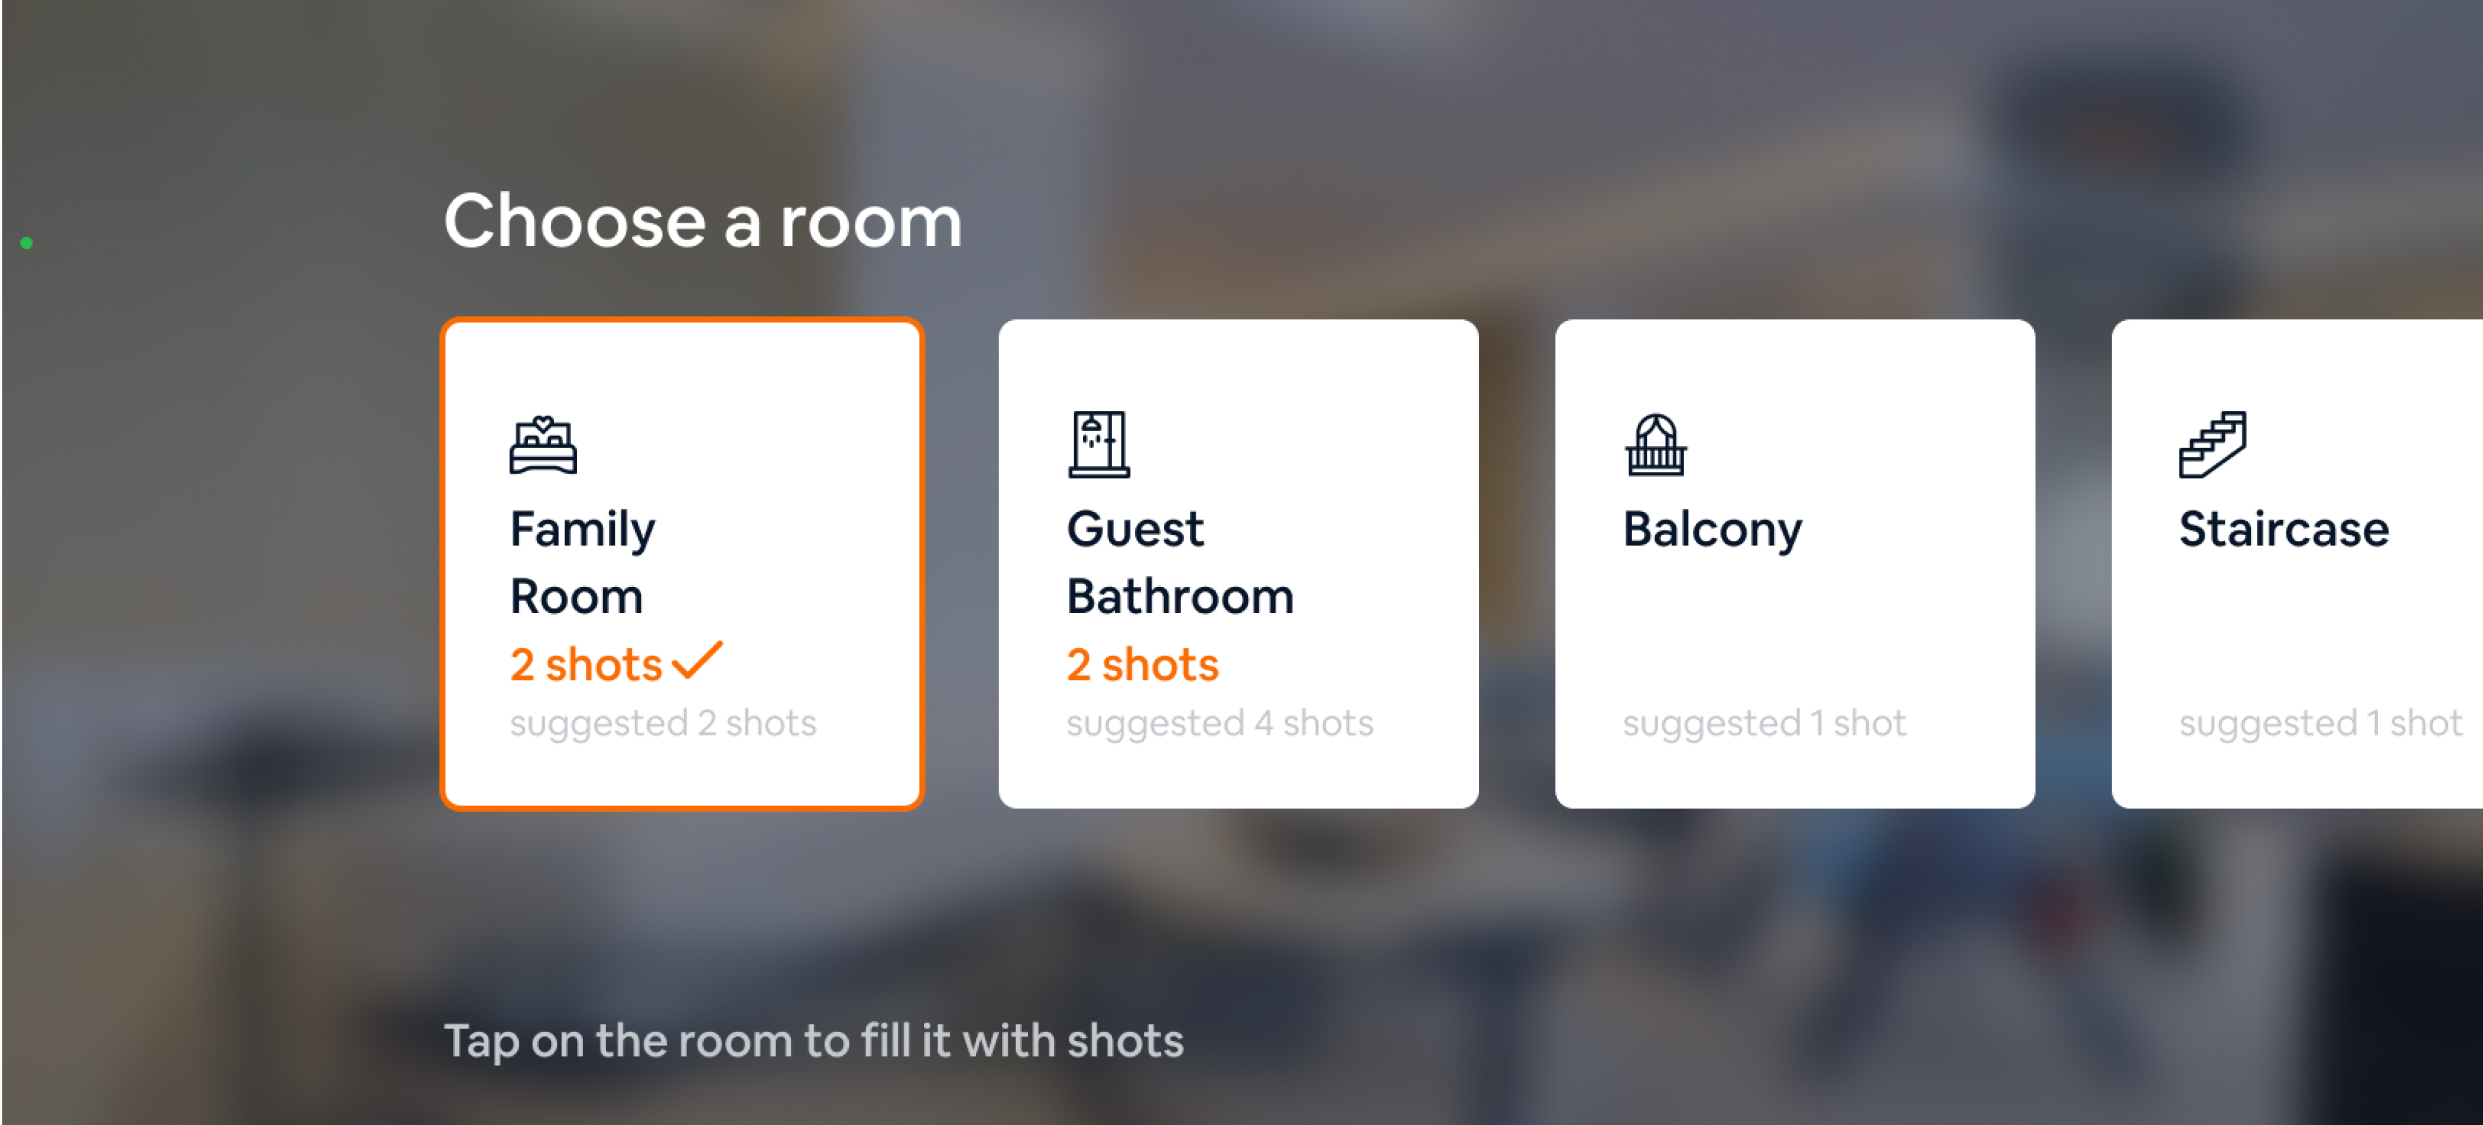 Choose a room
Family
Room
2 shots
suggested 2 shots
Guest
Bathroom
2 shots
suggested 4 shots
Balcony
suggested 1 shot
Staircase
suggested 1 shot
Tap on the room to fill it with shots